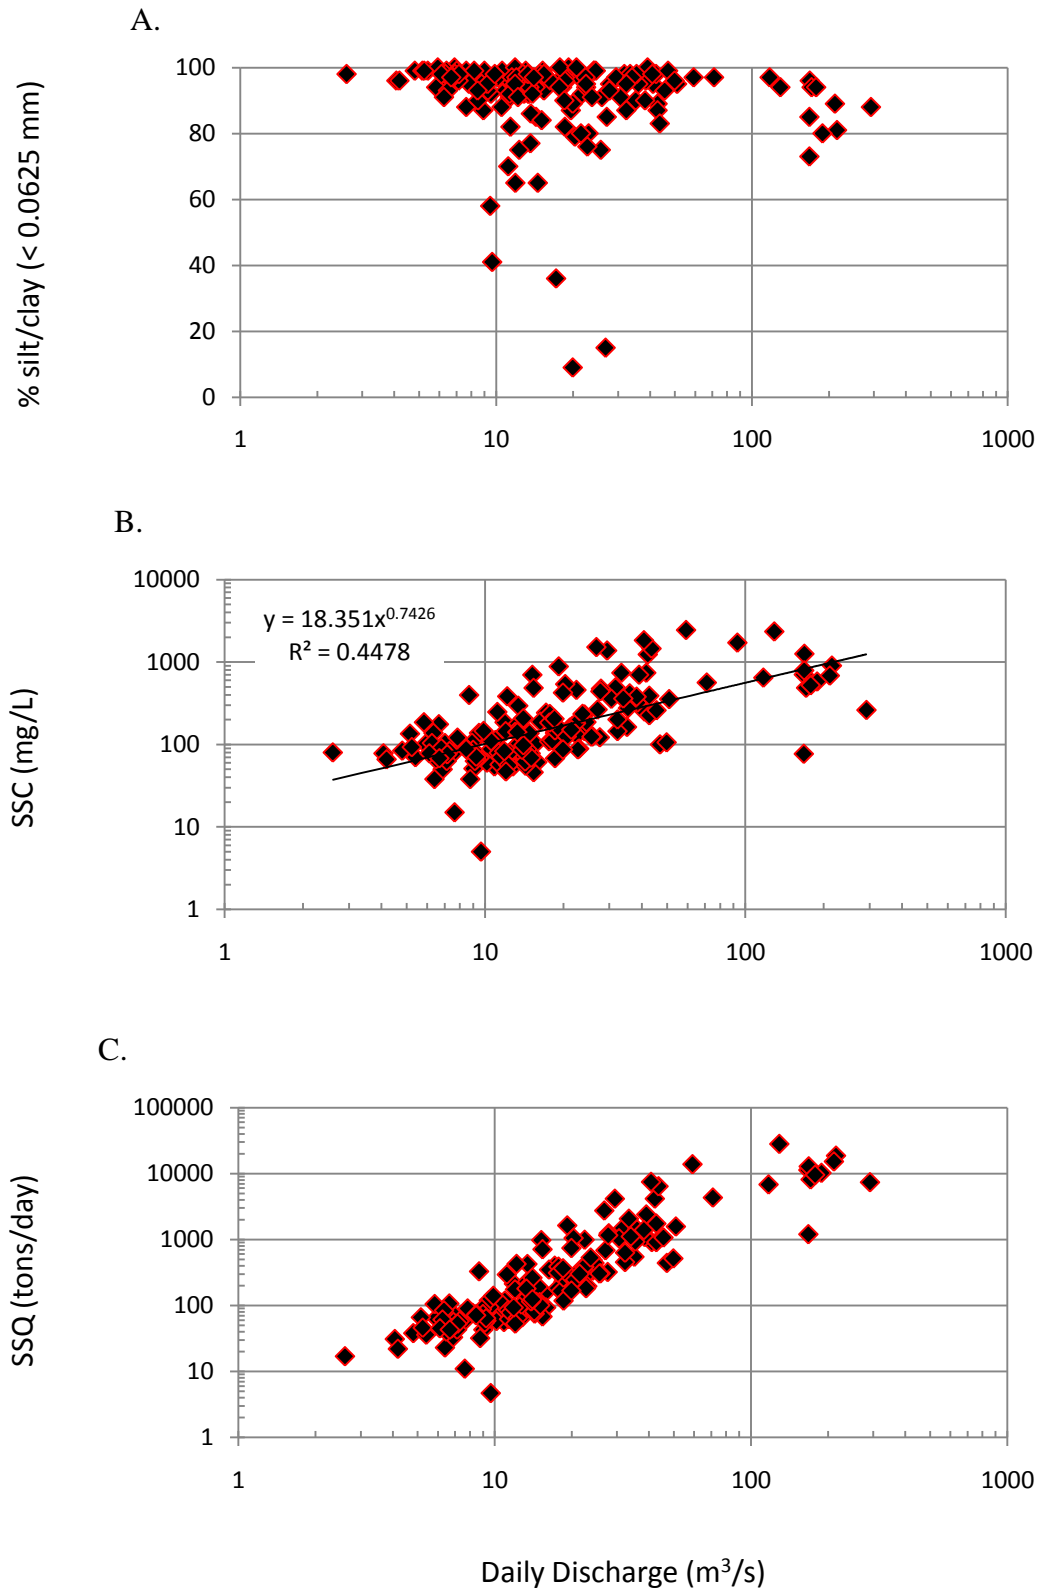 A.
% silt/clay (< 0.0625 mm)
100
80
60
40
20
0
1 10 100 1000
B.
SSC (mg/L)
10000
1000
100
10
1
y = 18.351x^0.7426
R² = 0.4478
1 10 100 1000
C.
SSQ (tons/day)
100000
10000
1000
100
10
1
1 10 100 1000
Daily Discharge (m³/s)